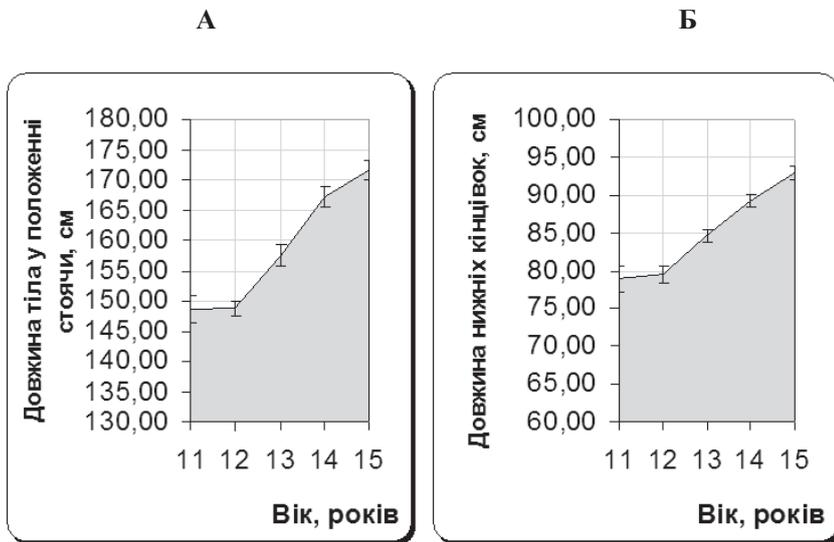 А
Довжина тіла у положенні
стоячи, см
180,00
175,00
170,00
165,00
160,00
155,00
150,00
145,00
140,00
135,00
130,00
11 12 13 14 15
Вік, років
Б
Довжина нижніх кінцівок, см
100,00
95,00
90,00
85,00
80,00
75,00
70,00
65,00
60,00
11 12 13 14 15
Вік, років